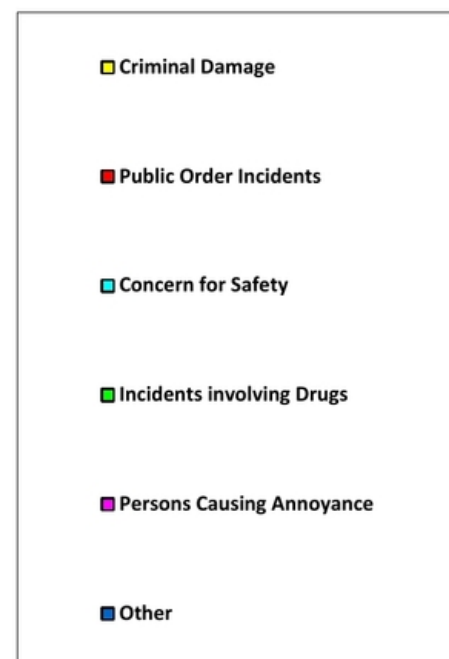 Criminal Damage
Public Order Incidents
Concern for Safety
Incidents involving Drugs
Persons Causing Annoyance
Other